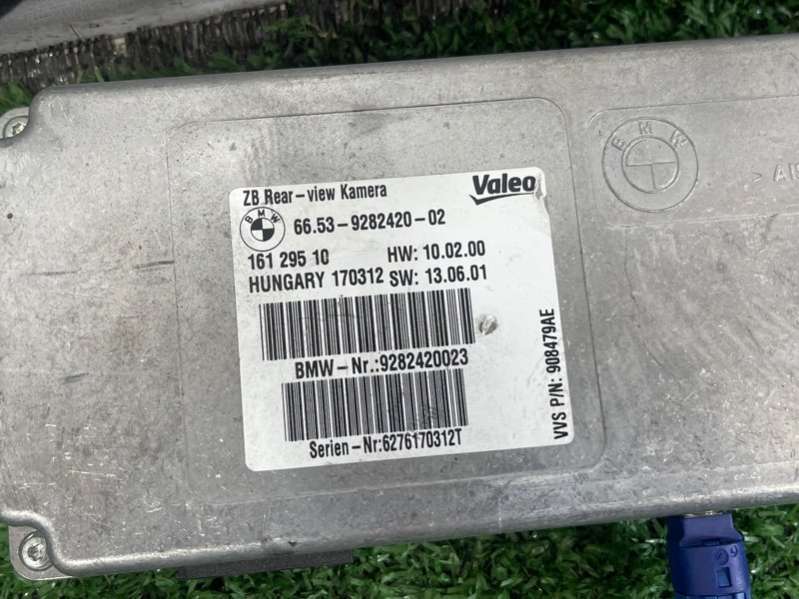 ZB Rear-view Kamera
Valeo
BMW
66.53-9282420-02
161 295 10 HW: 10.02.00
HUNGARY 170312 SW: 13.06.01
BMW-Nr.:9282420023
Serien-Nr:6276170312T
VVS P/N: 908479AE
BMW